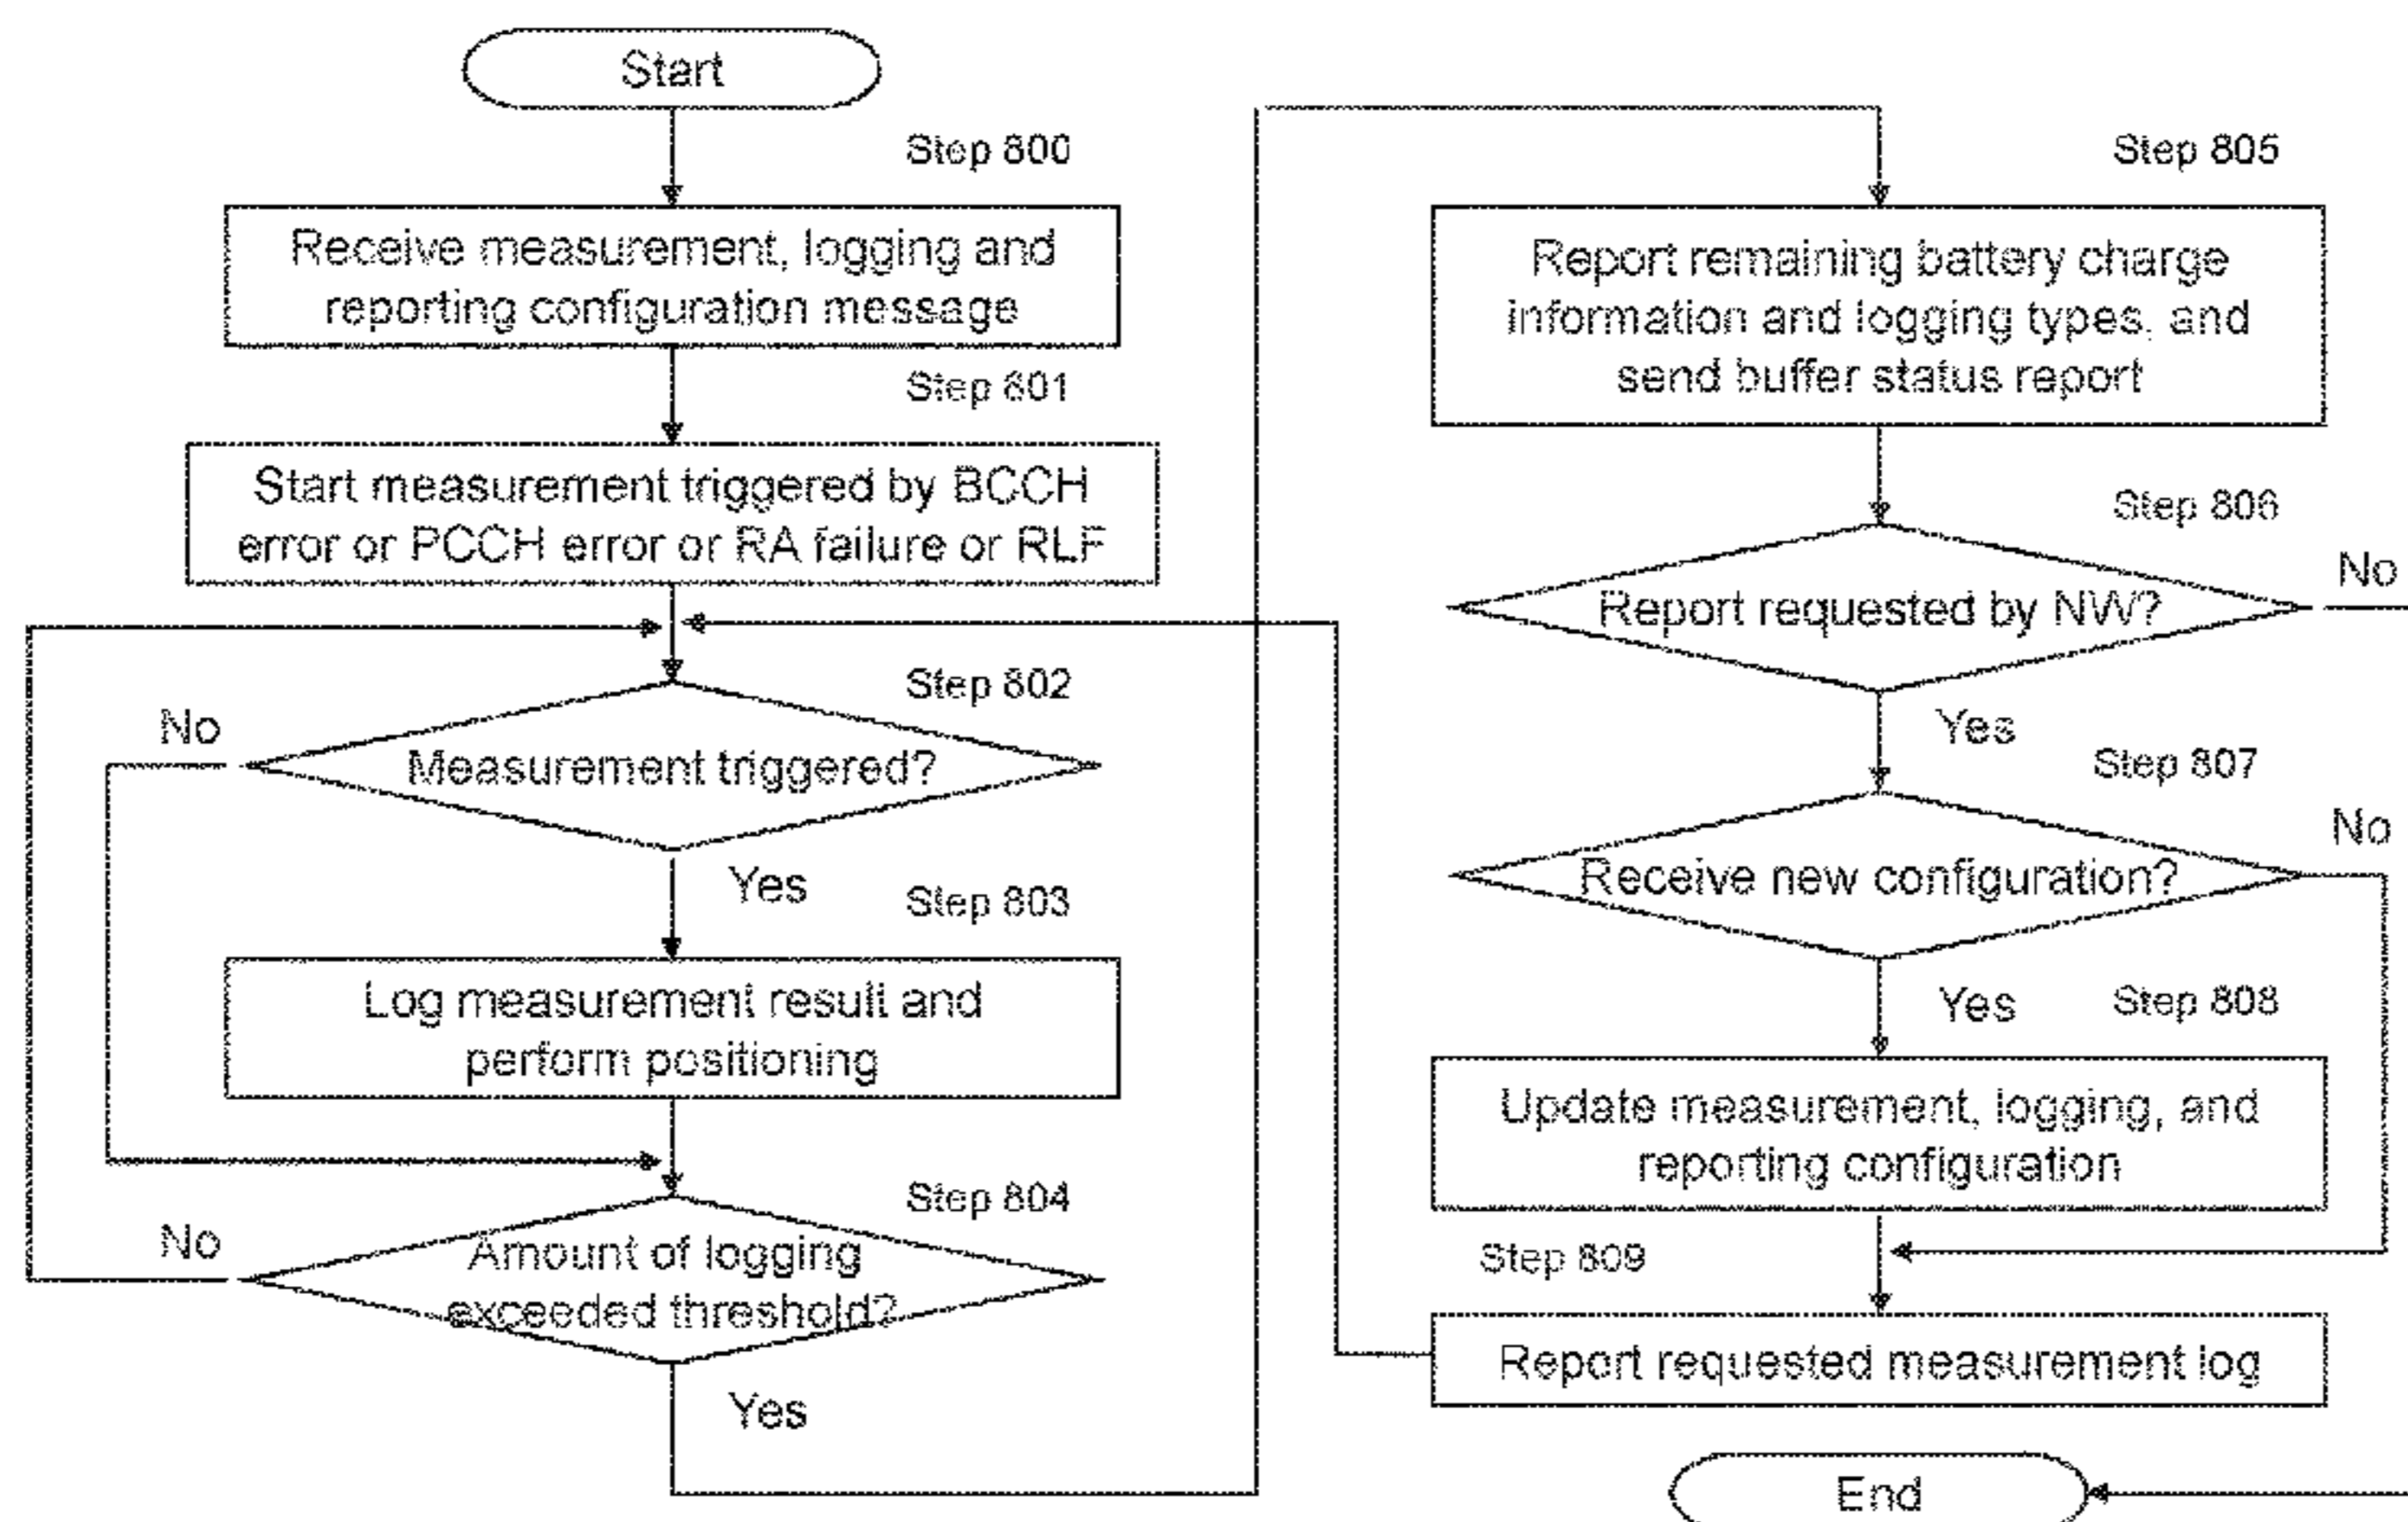 Start
Step 800
Receive measurement, logging and
reporting configuration message
Step 801
Start measurement triggered by BCCH
error or PCCH error or RA failure or RLF
Step 802
No
Measurement triggered?
Yes
Step 803
Log measurement result and
perform positioning
Step 804
No
Amount of logging
exceeded threshold?
Yes
Step 805
Report remaining battery charge
information and logging types, and
send buffer status report
Step 806
No
Report requested by NW?
Yes
Step 807
No
Receive new configuration?
Yes
Step 808
Update measurement, logging, and
reporting configuration
Step 809
Report requested measurement log
End